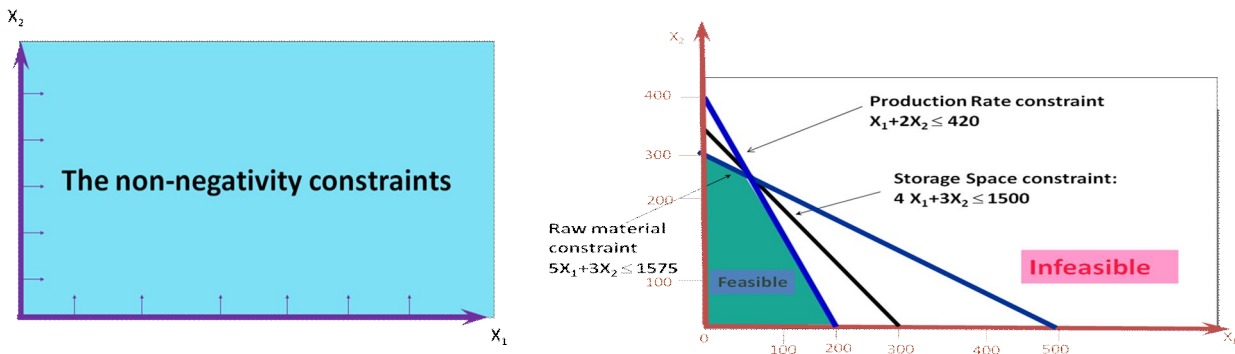 X₂
The non-negativity constraints
X₁
X₂
400
300
200
100
0
100
200
300
400
500
Production Rate constraint
X₁+2X₂ ≤ 420
Storage Space constraint:
4 X₁+3X₂ ≤ 1500
Raw material
constraint
5X₁+3X₂ ≤ 1575
Feasible
Infeasible